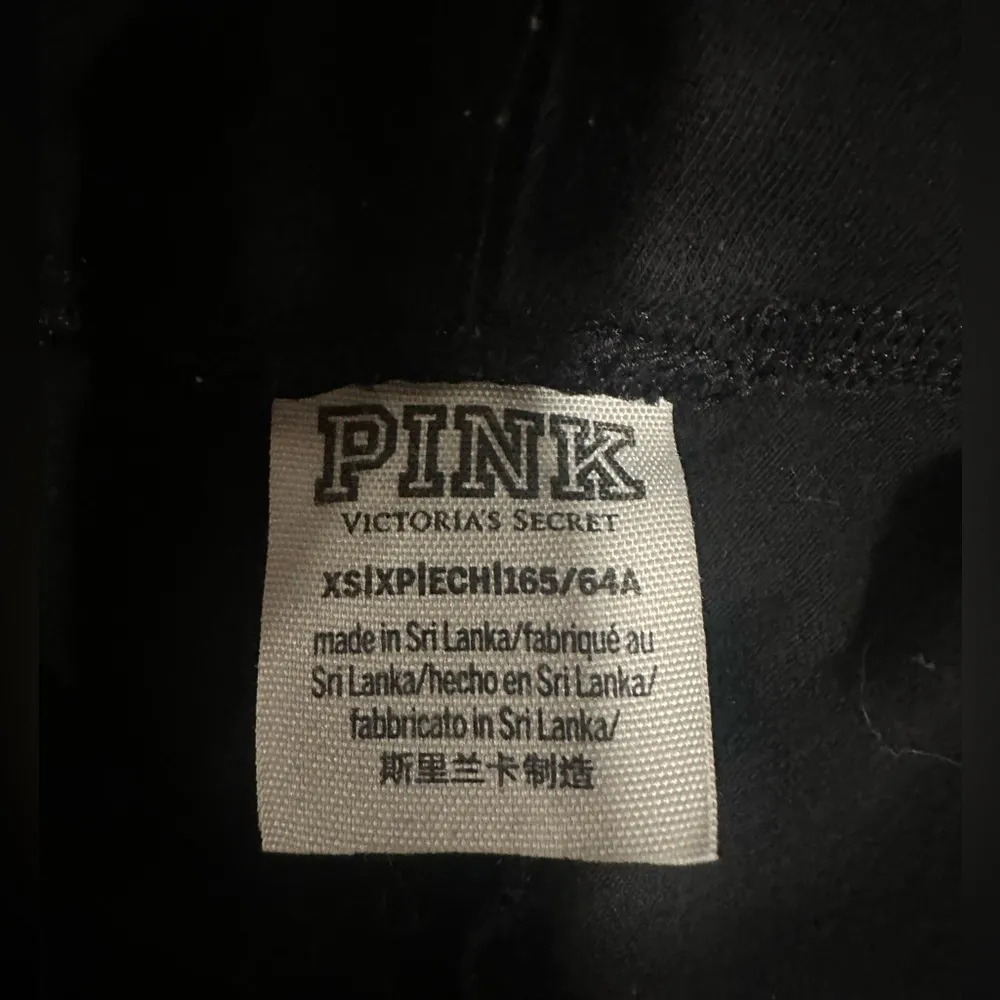 PINK
VICTORIA'S SECRET
XS|XP|ECH|165/64A
made in Sri Lanka/fabriqué au
Sri Lanka/hecho en Sri Lanka/
fabbricato in Sri Lanka/
斯里兰卡制造